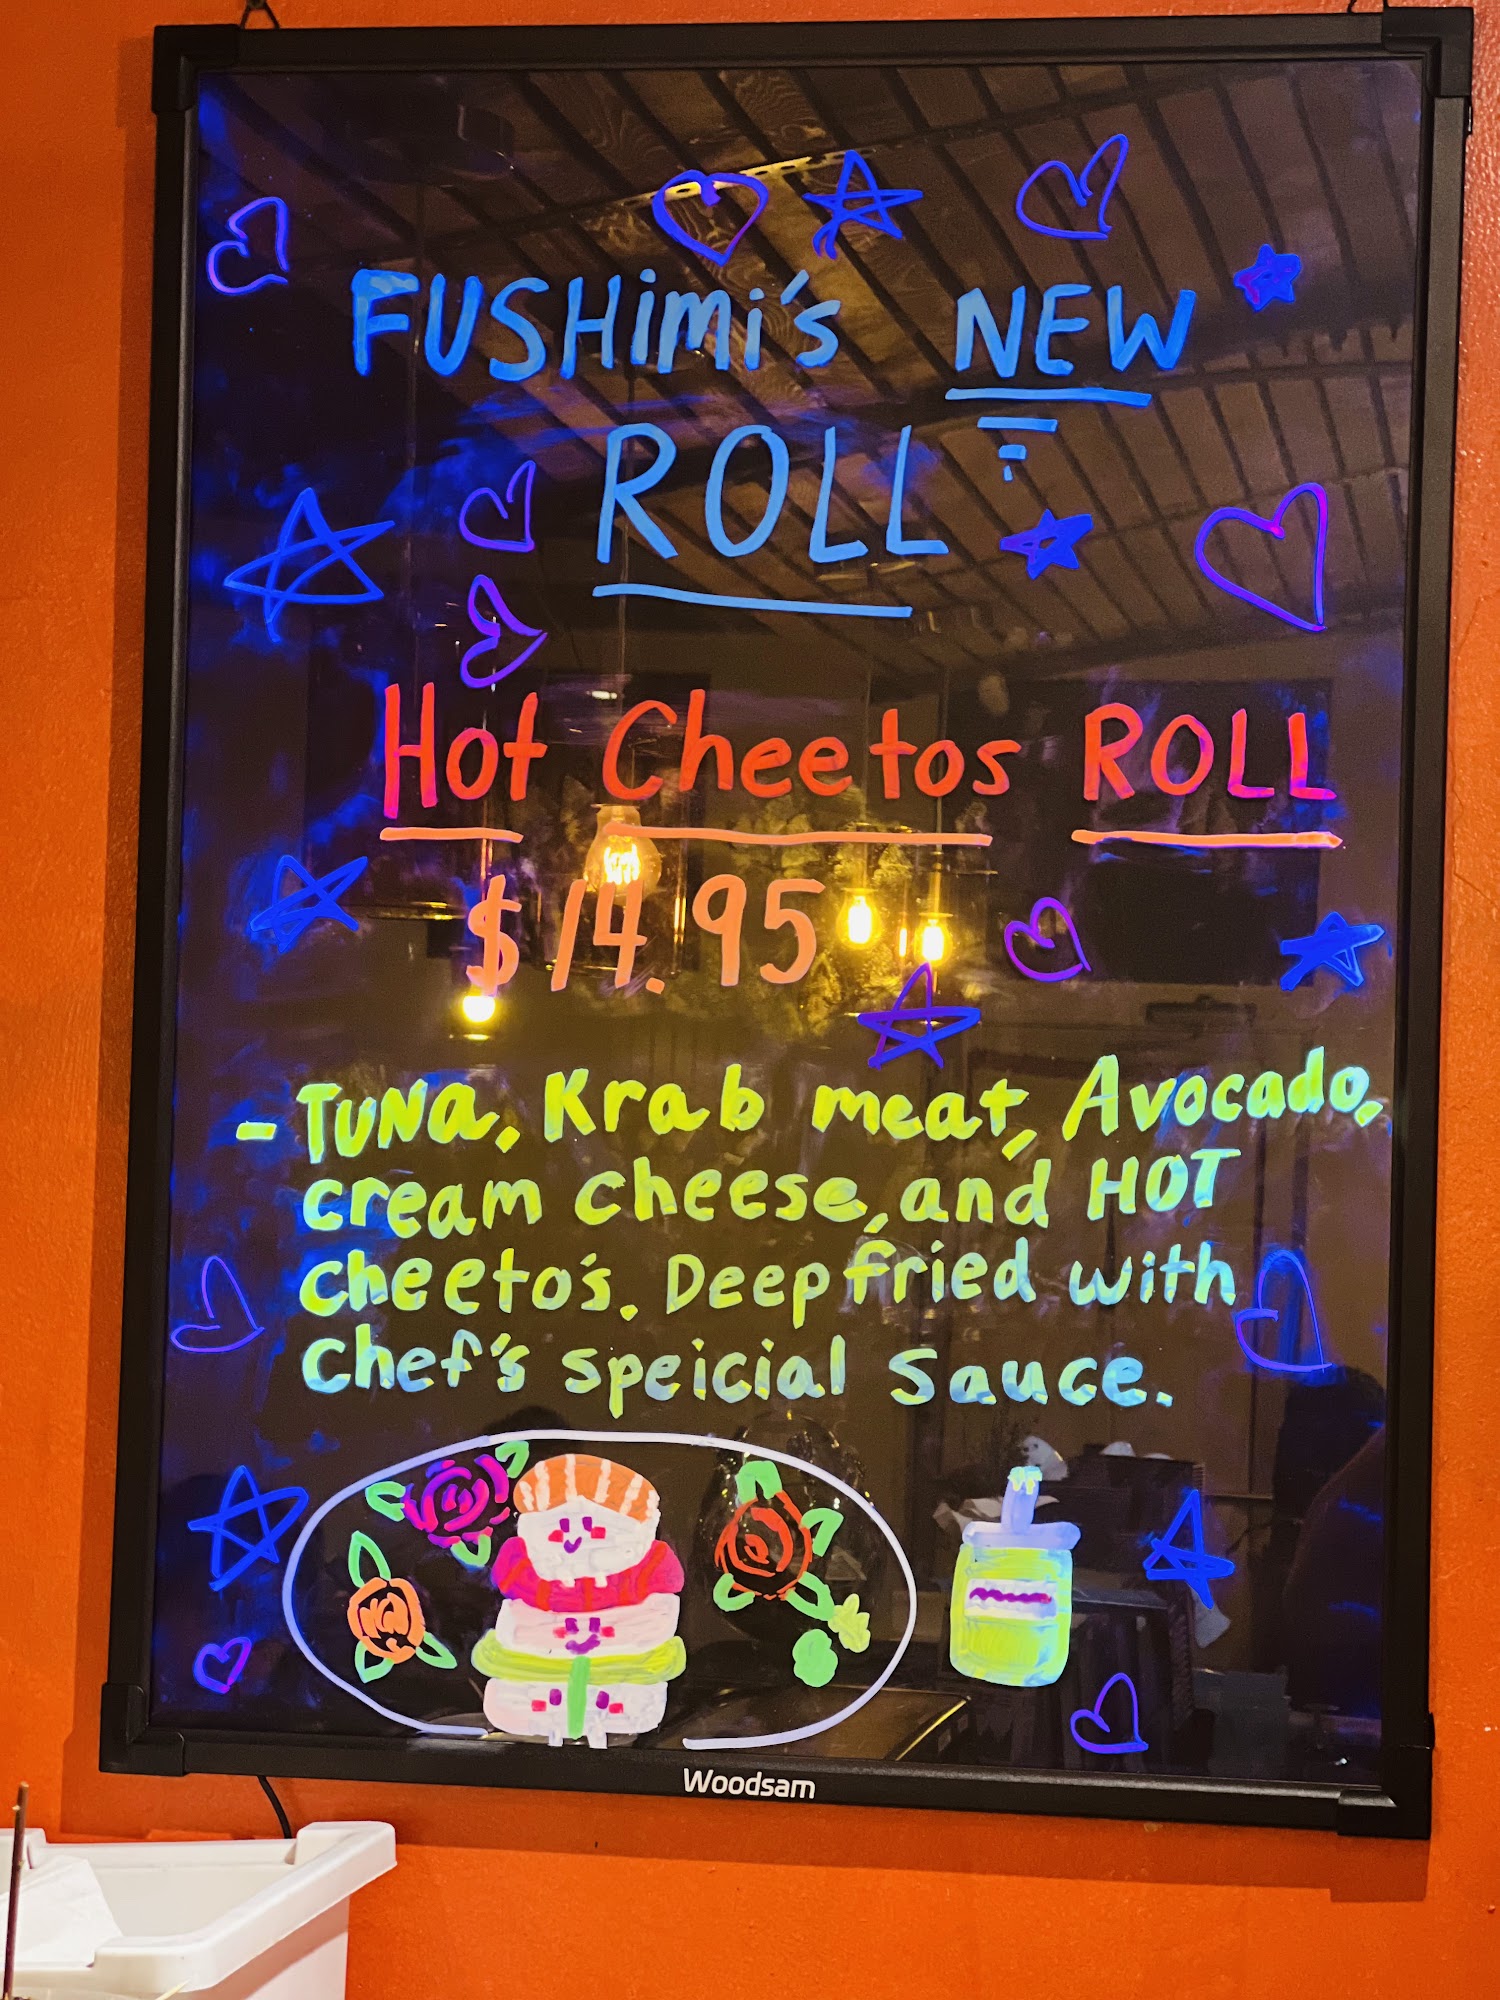 FUSHimi's NEW
ROLL
Hot Cheetos ROLL
$14.95
- TUNa, Krab meat, Avocado,
cream cheese, and HOT
cheeto's. Deep fried with
chef's speicial sauce.
Woodsam